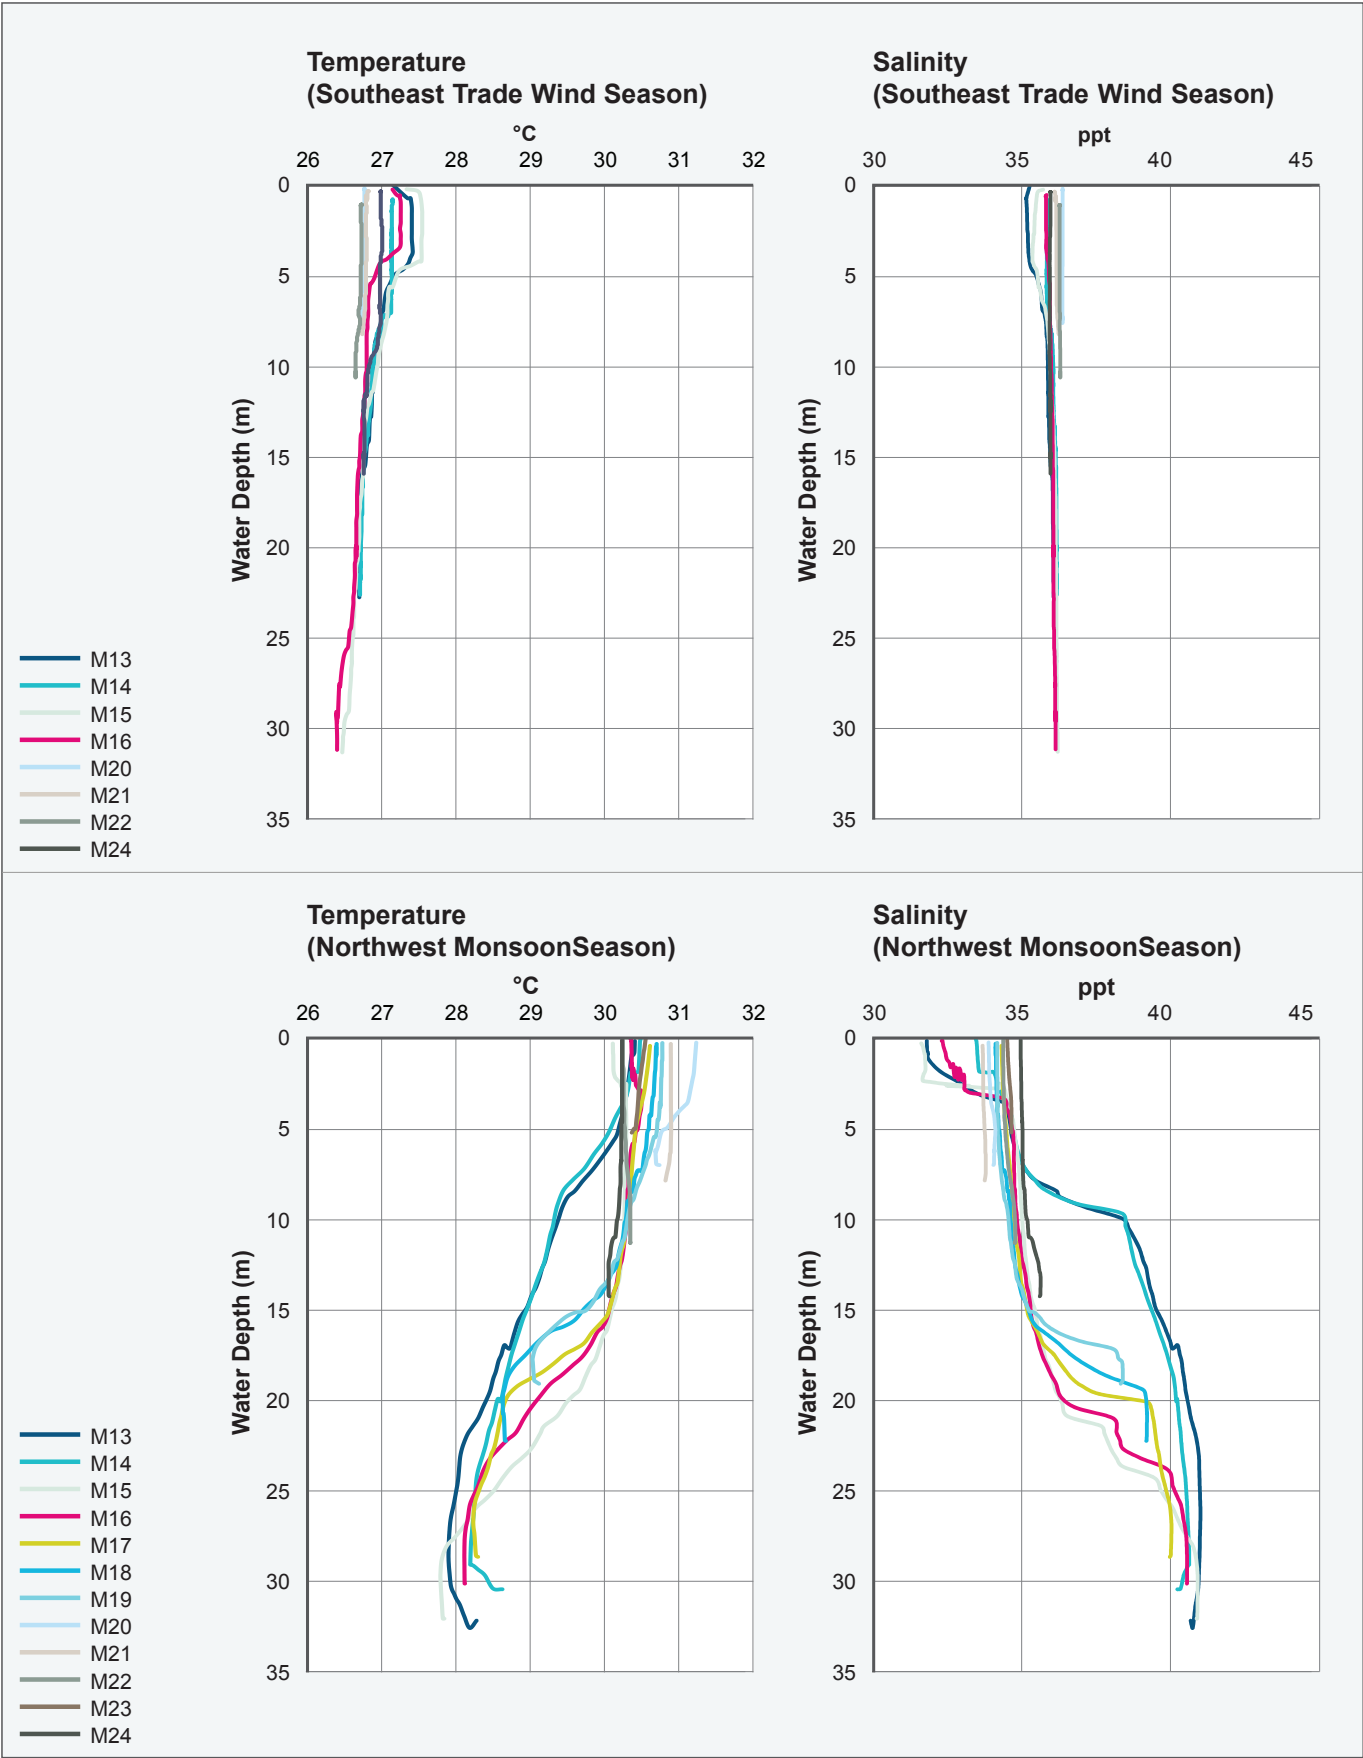 Temperature
(Southeast Trade Wind Season)
°C
26 27 28 29 30 31 32
0
5
10
15
20
25
30
35
Water Depth (m)
Salinity
(Southeast Trade Wind Season)
ppt
30 35 40 45
0
5
10
15
20
25
30
35
Water Depth (m)
M13
M14
M15
M16
M20
M21
M22
M24
Temperature
(Northwest MonsoonSeason)
°C
26 27 28 29 30 31 32
0
5
10
15
20
25
30
35
Water Depth (m)
Salinity
(Northwest MonsoonSeason)
ppt
30 35 40 45
0
5
10
15
20
25
30
35
Water Depth (m)
M13
M14
M15
M16
M17
M18
M19
M20
M21
M22
M23
M24